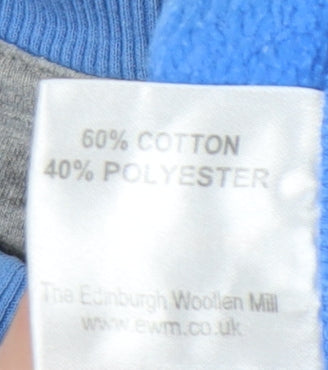 60% COTTON
40% POLYESTER
The Edinburgh Woollen Mill
www.ewm.co.uk